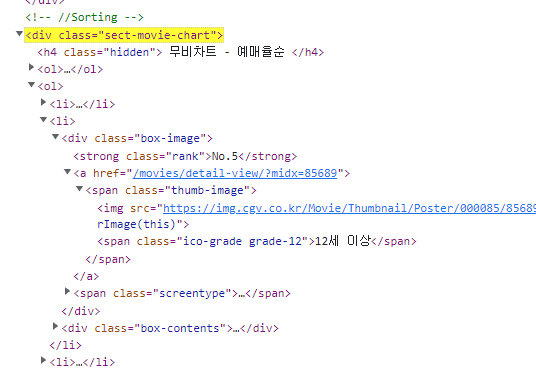 </div>
<!-- //Sorting -->
<div class="sect-movie-chart">
<h4 class="hidden"> 무비차트 - 예매율순 </h4>
<ol>…</ol>
<ol>
<li>…</li>
<li>
<div class="box-image">
<strong class="rank">No.5</strong>
<a href="/movies/detail-view/?midx=85689">
<span class="thumb-image">
<img src="https://img.cgv.co.kr/Movie/Thumbnail/Poster/000085/85689
rImage(this)">
<span class="ico-grade grade-12">12세 이상</span>
</span>
</a>
<span class="screentype">…</span>
</div>
<div class="box-contents">…</div>
</li>
<li>…</li>